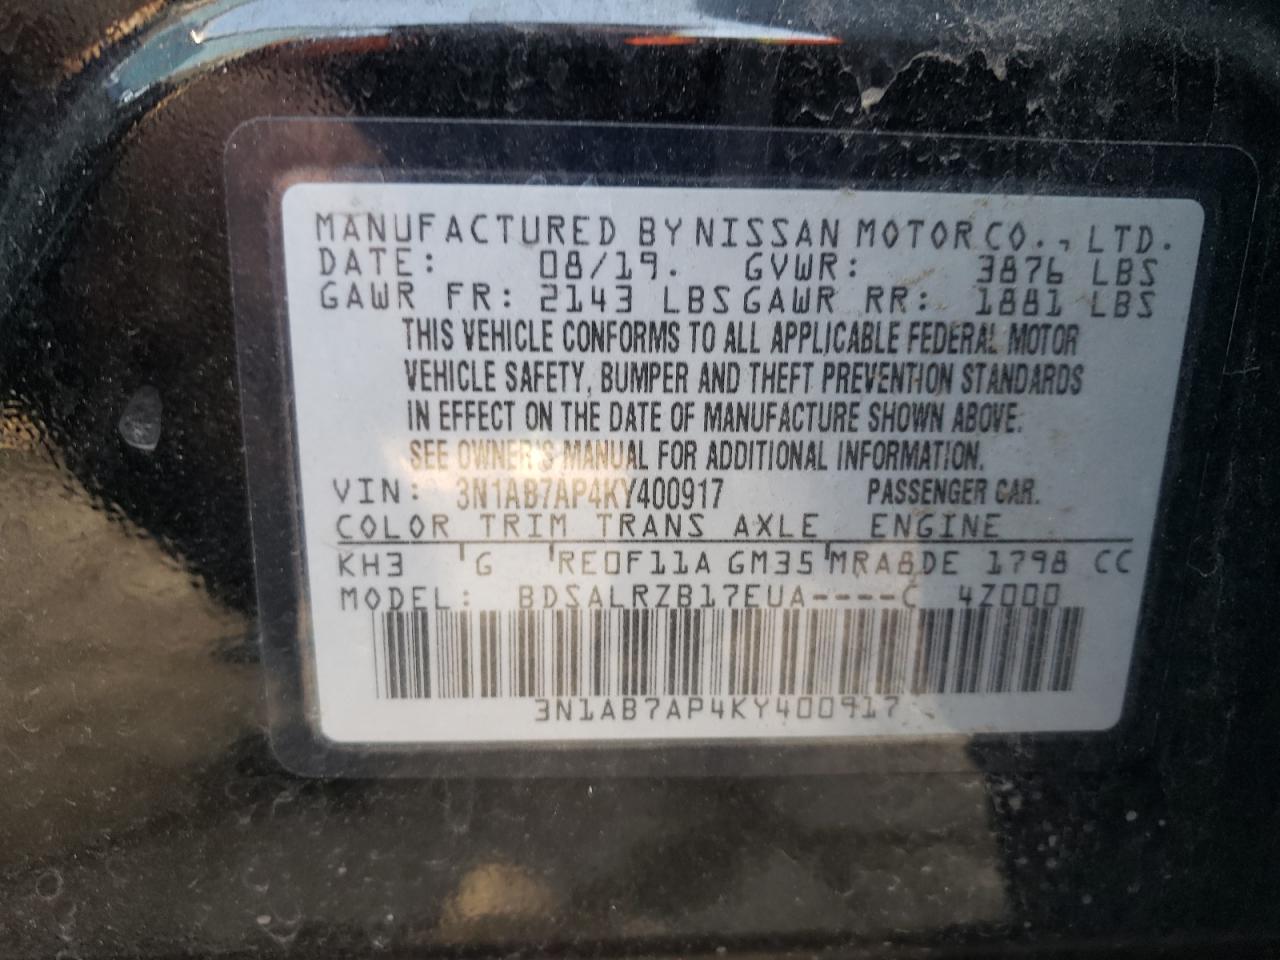 MANUFACTURED BY NISSAN MOTOR CO., LTD.
DATE: 08/19. GVWR: 3876 LBS
GAWR FR: 2143 LBS GAWR RR: 1881 LBS
THIS VEHICLE CONFORMS TO ALL APPLICABLE FEDERAL MOTOR
VEHICLE SAFETY, BUMPER AND THEFT PREVENTION STANDARDS
IN EFFECT ON THE DATE OF MANUFACTURE SHOWN ABOVE.
SEE OWNER'S MANUAL FOR ADDITIONAL INFORMATION.
VIN: 3N1AB7AP4KY400917 PASSENGER CAR.
COLOR TRIM TRANS AXLE ENGINE
KH3 G RE0F11A GM35 MRA8DE 1798 CC
MODEL: BDSALRZB17EUA----C 4Z000
3N1AB7AP4KY400917